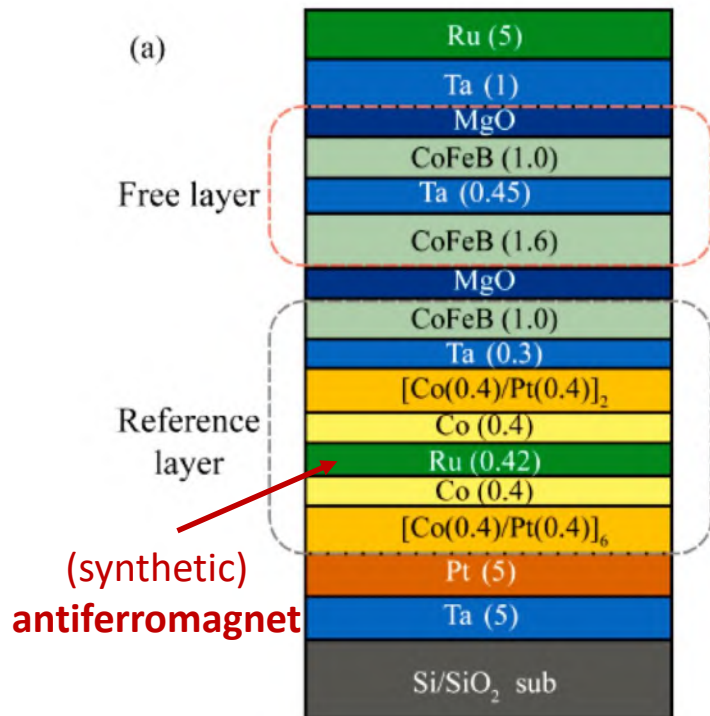 (a)
Ru (5)
Ta (1)
MgO
CoFeB (1.0)
Free layer
Ta (0.45)
CoFeB (1.6)
MgO
CoFeB (1.0)
Ta (0.3)
[Co(0.4)/Pt(0.4)]₂
Reference
layer
Co (0.4)
Ru (0.42)
Co (0.4)
[Co(0.4)/Pt(0.4)]₆
(synthetic)
antiferromagnet
Pt (5)
Ta (5)
Si/SiO₂ sub